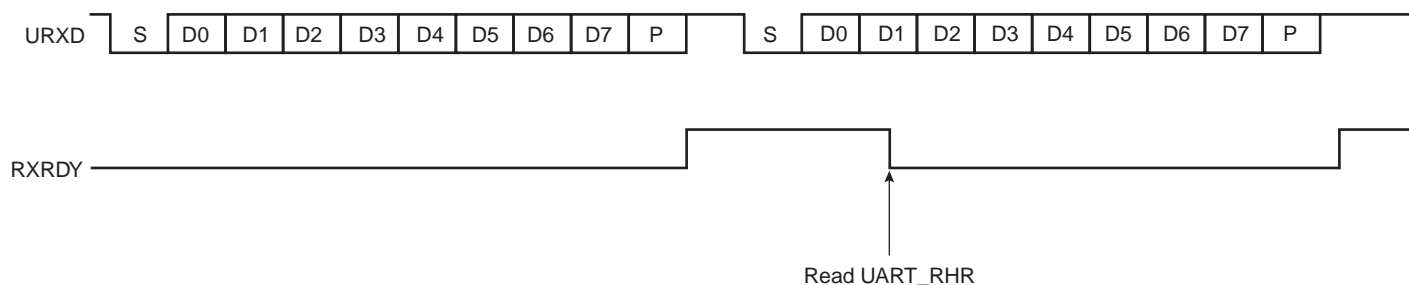 URXD S D0 D1 D2 D3 D4 D5 D6 D7 P S D0 D1 D2 D3 D4 D5 D6 D7 P
RXRDY
Read UART_RHR